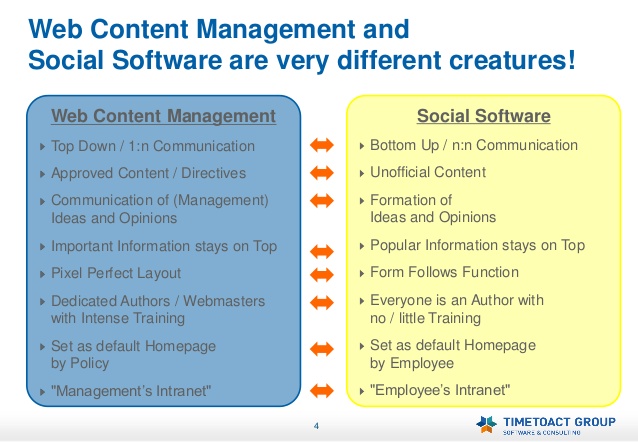 Web Content Management and
Social Software are very different creatures!
Web Content Management
Top Down / 1:n Communication
Approved Content / Directives
Communication of (Management)
Ideas and Opinions
Important Information stays on Top
Pixel Perfect Layout
Dedicated Authors / Webmasters
with Intense Training
Set as default Homepage
by Policy
"Management’s Intranet"
Social Software
Bottom Up / n:n Communication
Unofficial Content
Formation of
Ideas and Opinions
Popular Information stays on Top
Form Follows Function
Everyone is an Author with
no / little Training
Set as default Homepage
by Employee
"Employee’s Intranet"
4
TIMETOACT GROUP
SOFTWARE & CONSULTING